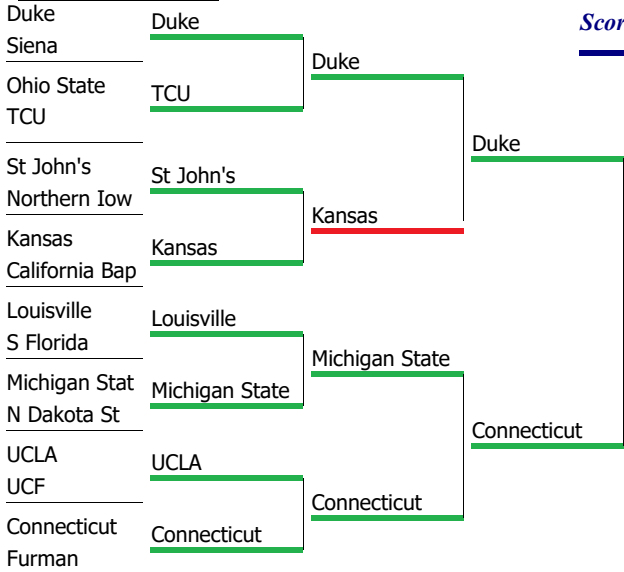 Duke
Siena
Ohio State
TCU
St John's
Northern Iow
Kansas
California Bap
Louisville
S Florida
Michigan Stat
N Dakota St
UCLA
UCF
Connecticut
Furman
Duke
TCU
St John's
Kansas
Louisville
Michigan State
UCLA
Connecticut
Duke
Kansas
Michigan State
Connecticut
Duke
Connecticut
Scor